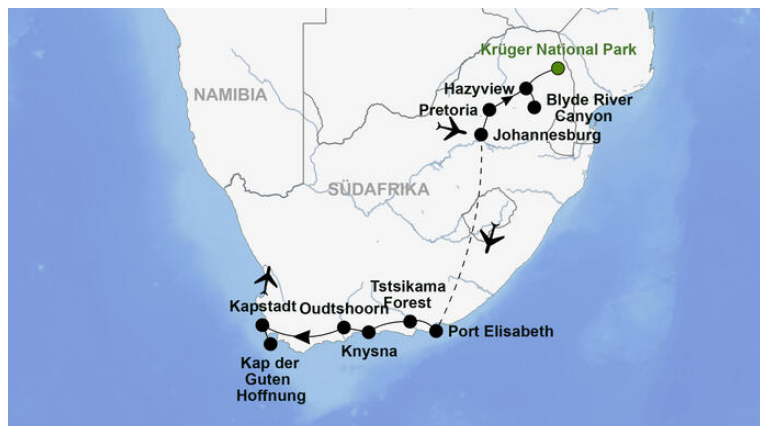 Krüger National Park
NAMIBIA
Hazyview
Blyde River
Canyon
Pretoria
Johannesburg
SÜDAFRIKA
Tstsikama
Forest
Kapstadt
Oudtshoorn
Port Elisabeth
Knysna
Kap der
Guten
Hoffnung